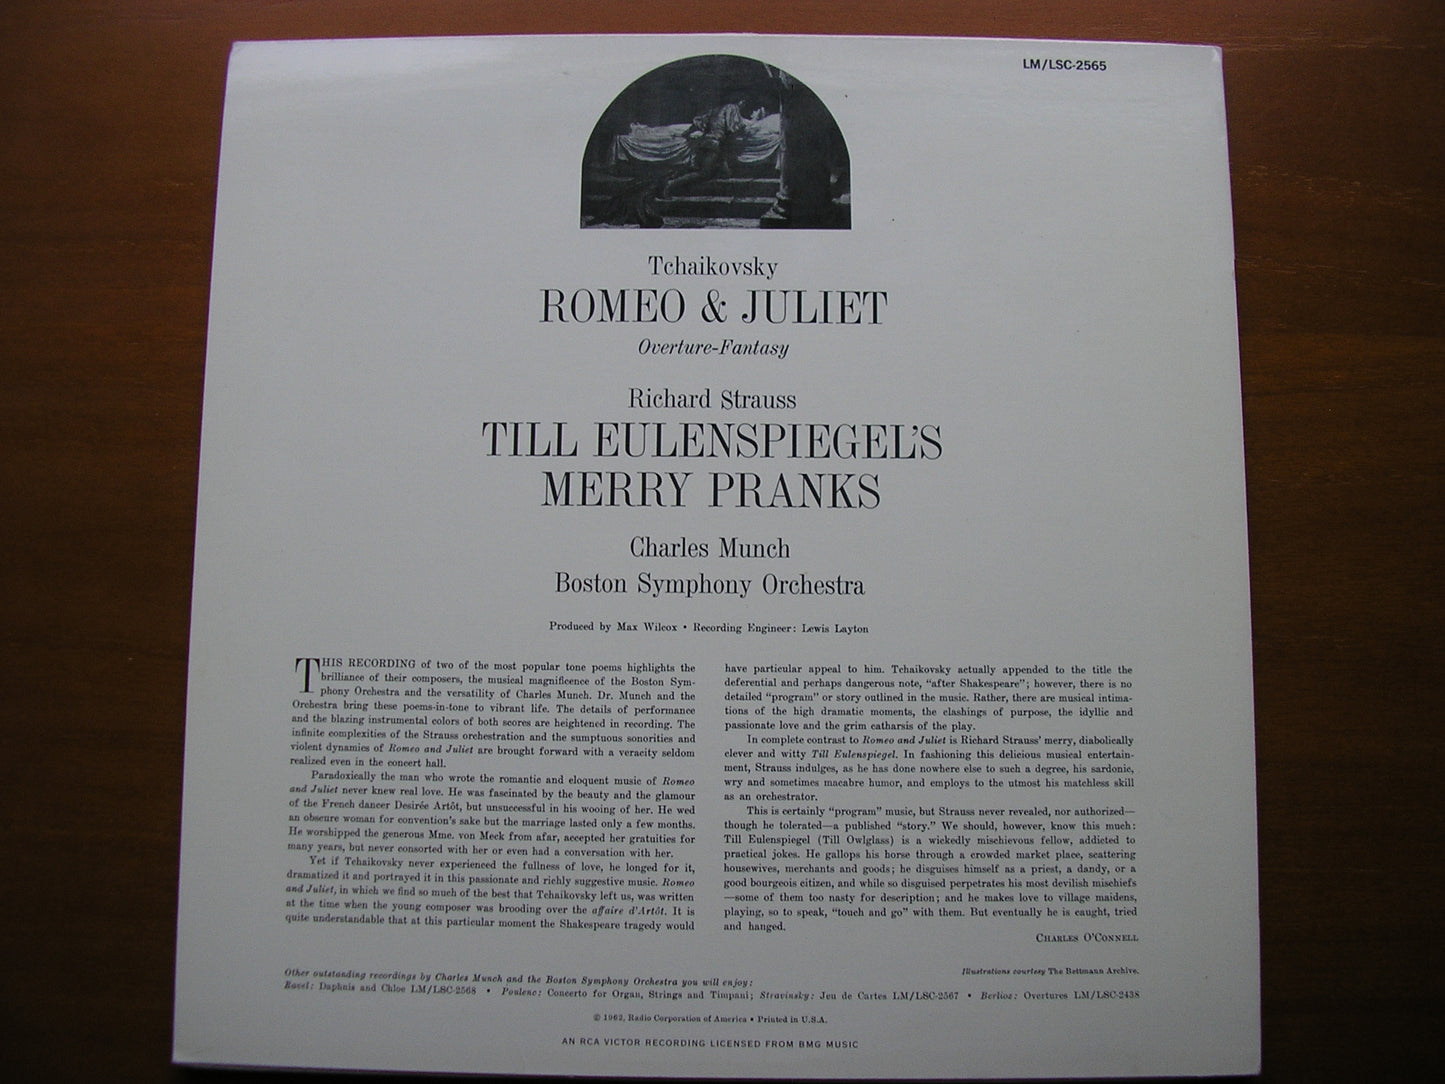 LM/LSC-2565
Tchaikovsky
ROMEO & JULIET
Overture-Fantasy
Richard Strauss
TILL EULENSPIEGEL'S
MERRY PRANKS
Charles Munch
Boston Symphony Orchestra
Produced by Max Wilcox • Recording Engineer: Lewis Layton
THIS RECORDING of two of the most popular tone poems highlights the
brilliance of their composers, the musical magnificence of the Boston Sym-
phony Orchestra and the versatility of Charles Munch. Dr. Munch and the
Orchestra bring these poems-in-tone to vibrant life. The details of performance
and the blazing instrumental colors of both scores are heightened in recording. The
infinite complexities of the Strauss orchestration and the sumptuous sonorities and
violent dynamics of Romeo and Juliet are brought forward with a veracity seldom
realized even in the concert hall.
Paradoxically the man who wrote the romantic and eloquent music of Romeo
and Juliet never knew real love. He was fascinated by the beauty and the glamour
of the French dancer Desirée Artôt, but unsuccessful in his wooing of her. He wed
an obscure woman for convention's sake but the marriage lasted only a few months.
He worshipped the generous Mme. von Meck from afar, accepted her gratuities for
many years, but never consorted with her or even had a conversation with her.
Yet if Tchaikovsky never experienced the fullness of love, he longed for it,
dramatized it and portrayed it in this passionate and richly suggestive music. Romeo
and Juliet, in which we find so much of the best that Tchaikovsky left us, was written
at the time when the young composer was brooding over the affaire d'Artôt. It is
quite understandable that at this particular moment the Shakespeare tragedy would
have particular appeal to him. Tchaikovsky actually appended to the title the
deferential and perhaps dangerous note, "after Shakespeare"; however, there is no
detailed "program" or story outlined in the music. Rather, there are musical intima-
tions of the high dramatic moments, the clashings of purpose, the idyllic and
passionate love and the grim catharsis of the play.
In complete contrast to Romeo and Juliet is Richard Strauss' merry, diabolically
clever and witty Till Eulenspiegel. In fashioning this delicious musical entertain-
ment, Strauss indulges, as he has done nowhere else to such a degree, his sardonic,
wry and sometimes macabre humor, and employs to the utmost his matchless skill
as an orchestrator.
This is certainly "program" music, but Strauss never revealed, nor authorized—
though he tolerated—a published "story." We should, however, know this much:
Till Eulenspiegel (Till Owlglass) is a wickedly mischievous fellow, addicted to
practical jokes. He gallops his horse through a crowded market place, scattering
housewives, merchants and goods; he disguises himself as a priest, a dandy, or a
good bourgeois citizen, and while so disguised perpetrates his most devilish mischiefs
—some of them too nasty for description; and he makes love to village maidens,
playing, so to speak, "touch and go" with them. But eventually he is caught, tried
and hanged.
CHARLES O'CONNELL
Illustrations courtesy The Bettmann Archive.
Other outstanding recordings by Charles Munch and the Boston Symphony Orchestra you will enjoy:
Ravel: Daphnis and Chloe LM/LSC-2568 • Poulenc: Concerto for Organ, Strings and Timpani; Stravinsky: Jeu de Cartes LM/LSC-2567 • Berlioz: Overtures LM/LSC-2438
© 1962, Radio Corporation of America • Printed in U.S.A.
AN RCA VICTOR RECORDING LICENSED FROM BMG MUSIC